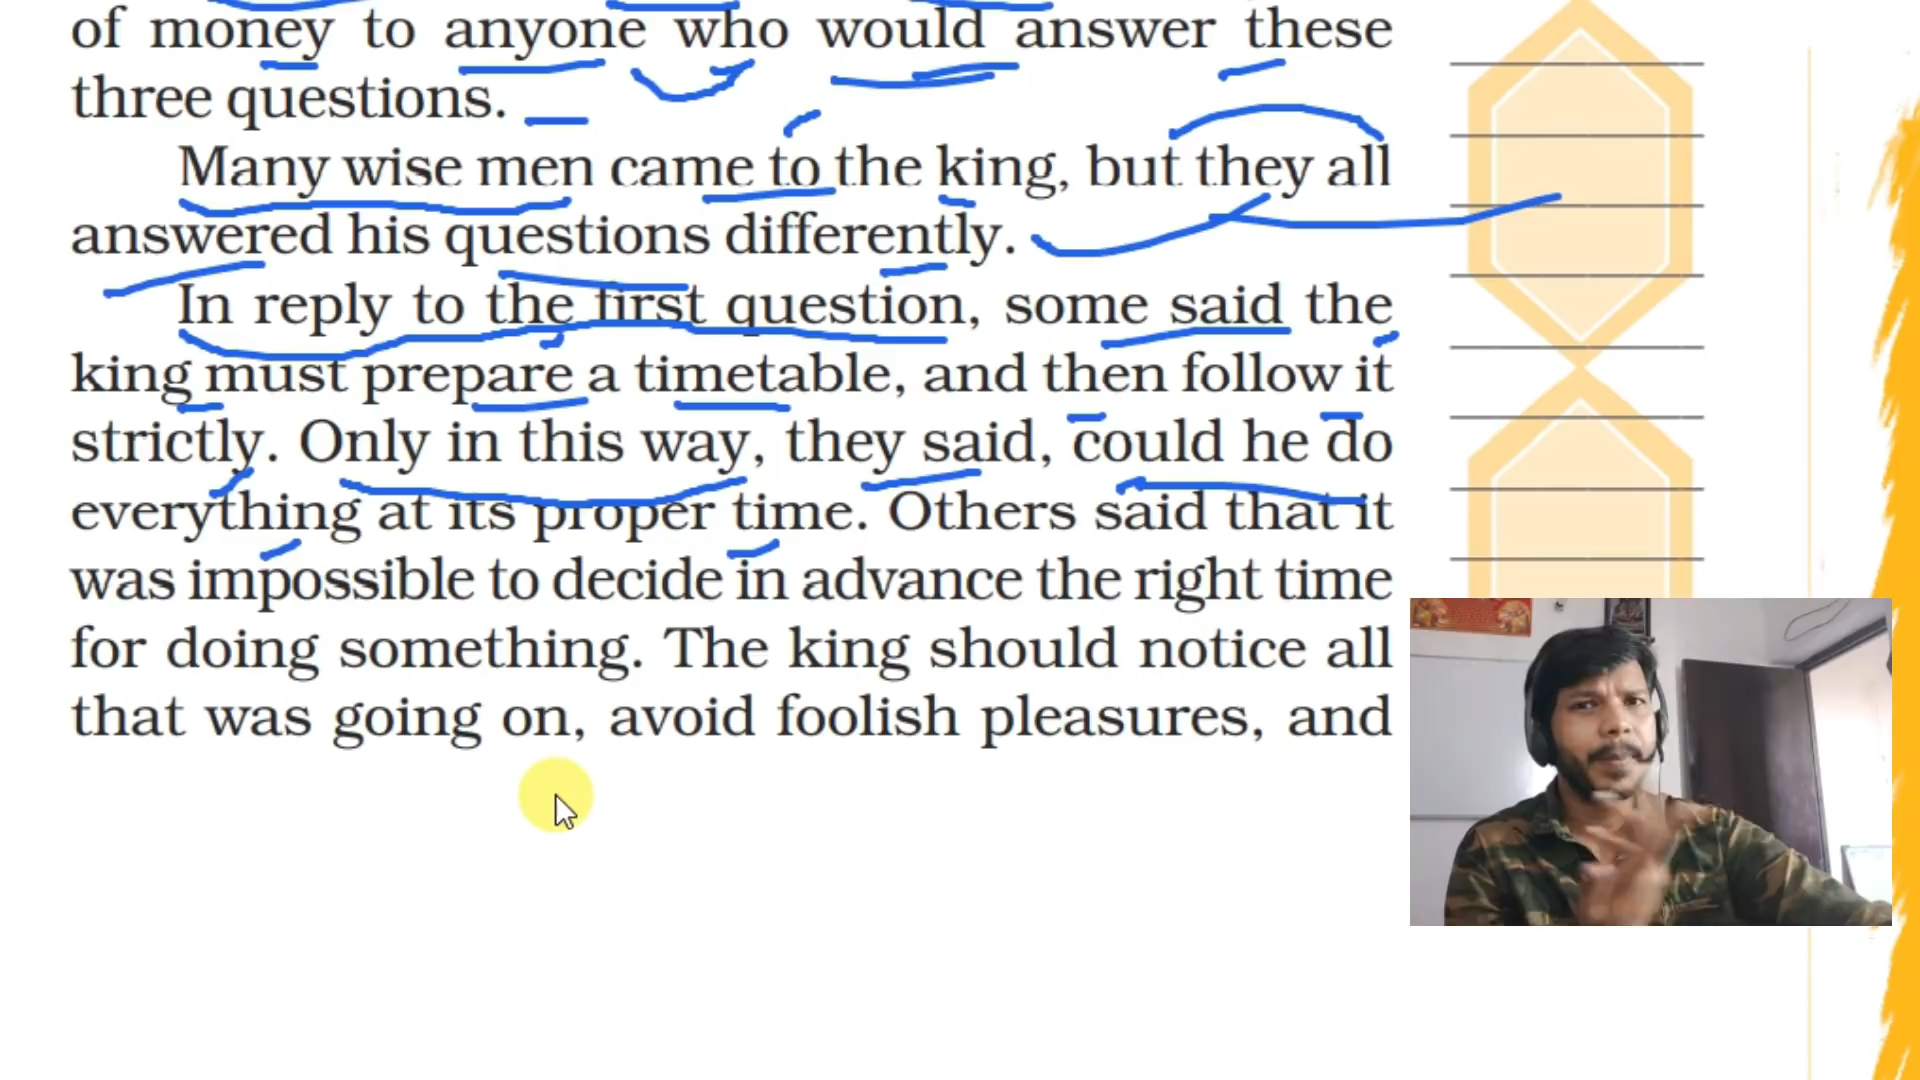 of money to anyone who would answer these
three questions.
Many wise men came to the king, but they all
answered his questions differently.
In reply to the first question, some said the
king must prepare a timetable, and then follow it
strictly. Only in this way, they said, could he do
everything at its proper time. Others said that it
was impossible to decide in advance the right time
for doing something. The king should notice all
that was going on, avoid foolish pleasures, and